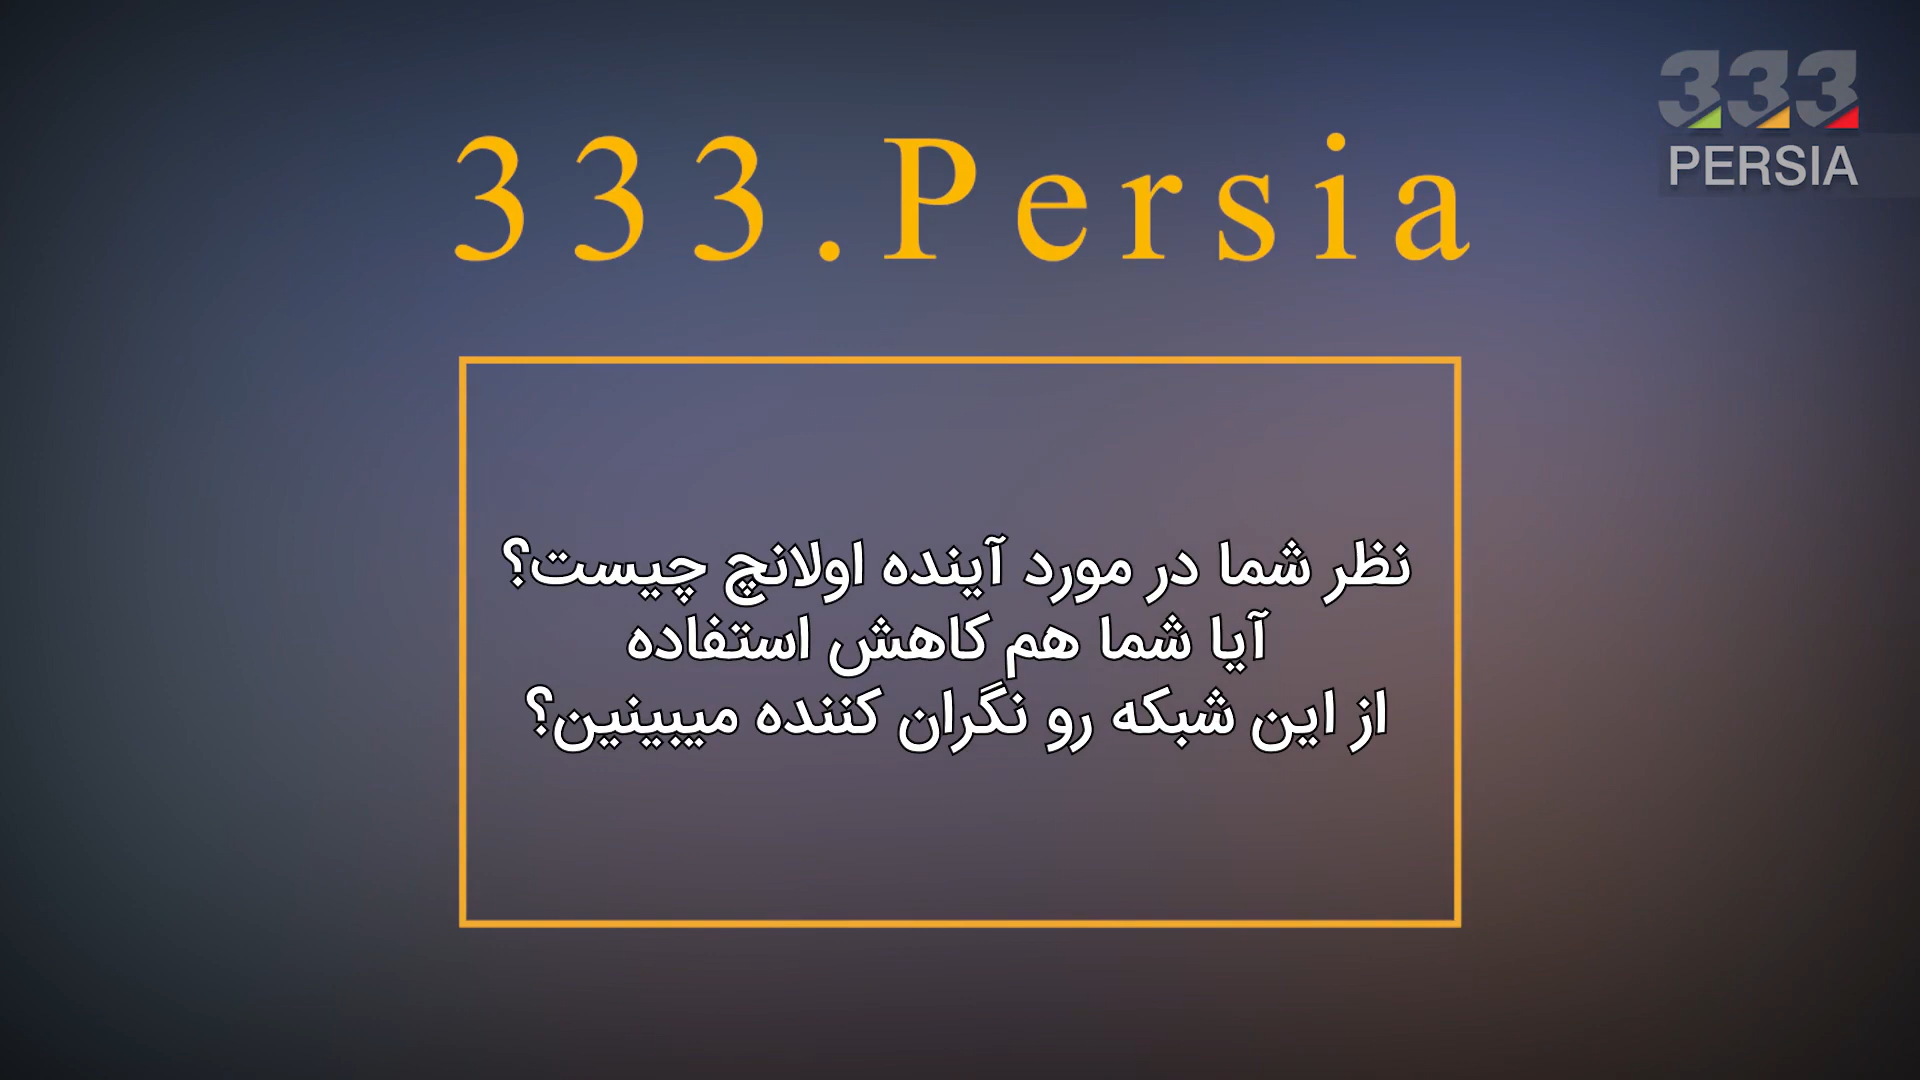 333
PERSIA
333.Persia
نظر شما در مورد آینده اولانچ چیست؟
آیا شما هم کاهش استفاده
از این شبکه رو نگران کننده میبینین؟